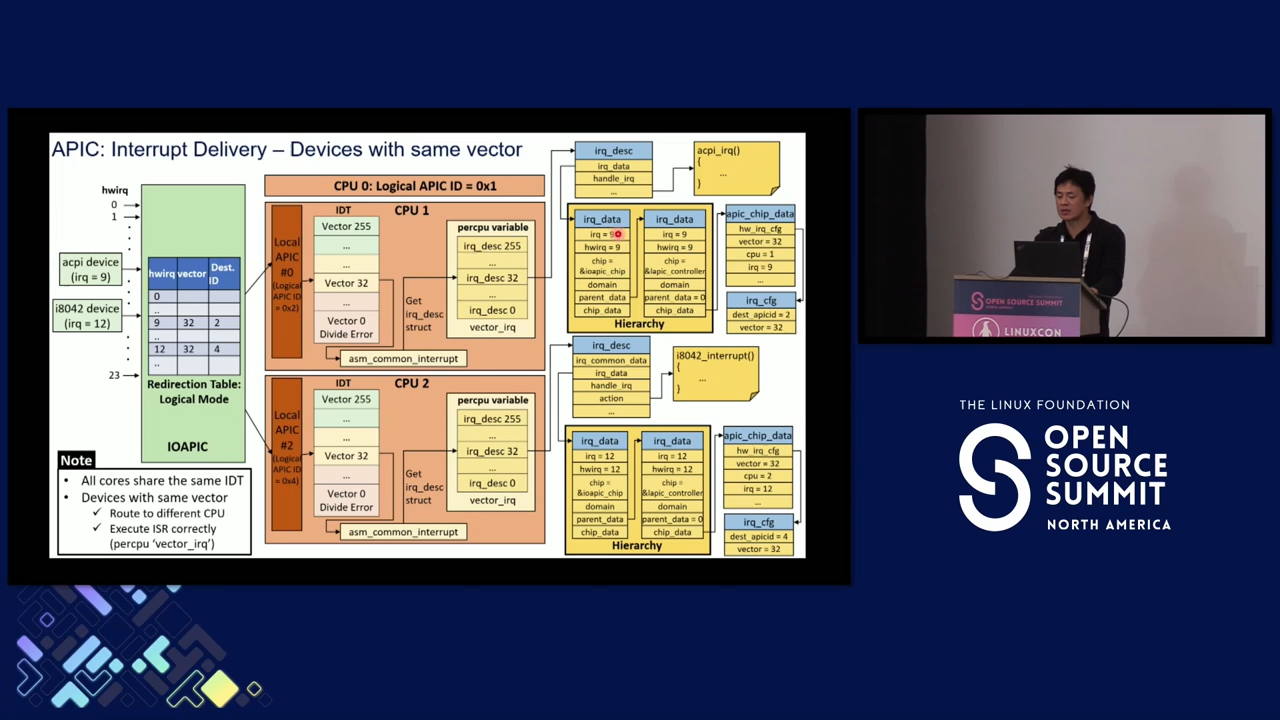 APIC: Interrupt Delivery – Devices with same vector
hwirq
0
1
acpi device
(irq = 9)
i8042 device
(irq = 12)
23
hwirq vector Dest. ID
0
..
9 32 2
12 32 4
..
Redirection Table:
Logical Mode
IOAPIC
Note
• All cores share the same IDT
• Devices with same vector
✓ Route to different CPU
✓ Execute ISR correctly
(percpu 'vector_irq')
CPU 0: Logical APIC ID = 0x1
Local
APIC
#0
(Logical
APIC ID
= 0x2)
IDT
CPU 1
Vector 255
...
...
Vector 32
...
Vector 0
Divide Error
asm_common_interrupt
Get
irq_desc
struct
percpu variable
irq_desc 255
...
irq_desc 32
...
irq_desc 0
vector_irq
Local
APIC
#2
(Logical
APIC ID
= 0x4)
IDT
CPU 2
Vector 255
...
...
Vector 32
...
Vector 0
Divide Error
asm_common_interrupt
Get
irq_desc
struct
percpu variable
irq_desc 255
...
irq_desc 32
...
irq_desc 0
vector_irq
irq_desc
irq_data
handle_irq
...
acpi_irq()
{
...
}
irq_data
irq = 9
hwirq = 9
chip =
&ioapic_chip
domain
parent_data
chip_data
irq_data
irq = 9
hwirq = 9
chip =
&lapic_controller
domain
parent_data = 0
chip_data
Hierarchy
apic_chip_data
hw_irq_cfg
vector = 32
cpu = 1
irq = 9
...
irq_cfg
dest_apicid = 2
vector = 32
irq_desc
irq_common_data
irq_data
handle_irq
action
...
i8042_interrupt()
{
...
}
irq_data
irq = 12
hwirq = 12
chip =
&ioapic_chip
domain
parent_data
chip_data
irq_data
irq = 12
hwirq = 12
chip =
&lapic_controller
domain
parent_data = 0
chip_data
Hierarchy
apic_chip_data
hw_irq_cfg
vector = 32
cpu = 2
irq = 12
...
irq_cfg
dest_apicid = 4
vector = 32
OPEN SOURCE SUMMIT
LINUXCON
THE LINUX FOUNDATION
OPEN
SOURCE
SUMMIT
NORTH AMERICA